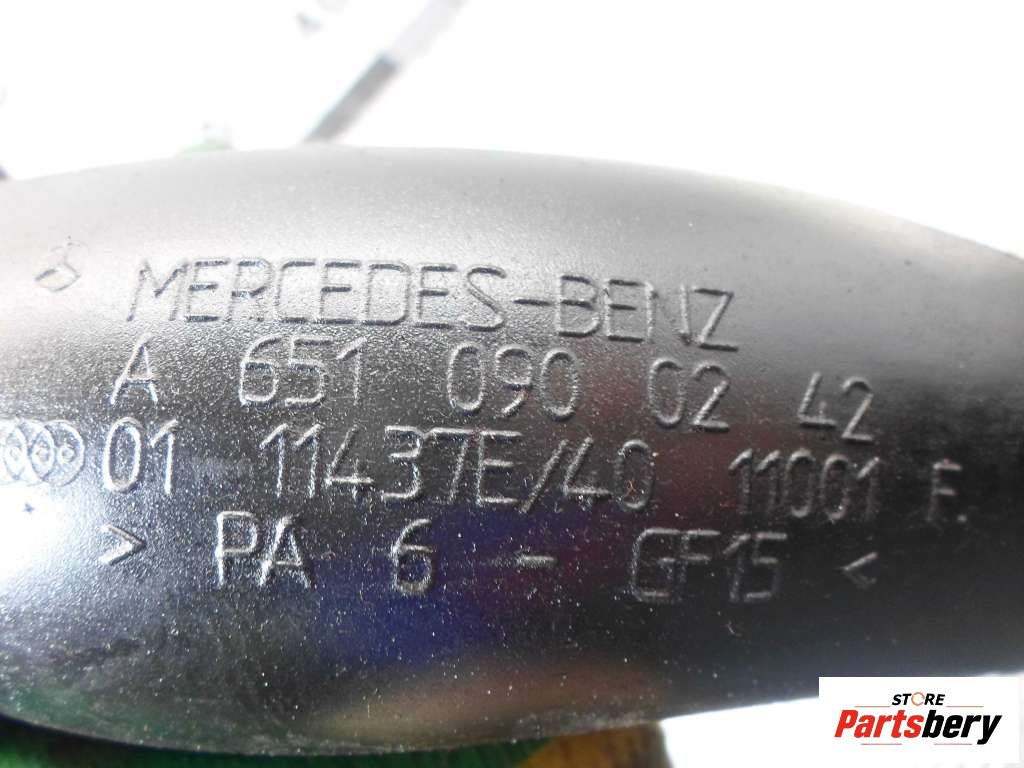 MERCEDES-BENZ
A 651 090 02 42
01 11437E/40 11001 F.
> PA 6 - GF15 <
STORE
Partsbery